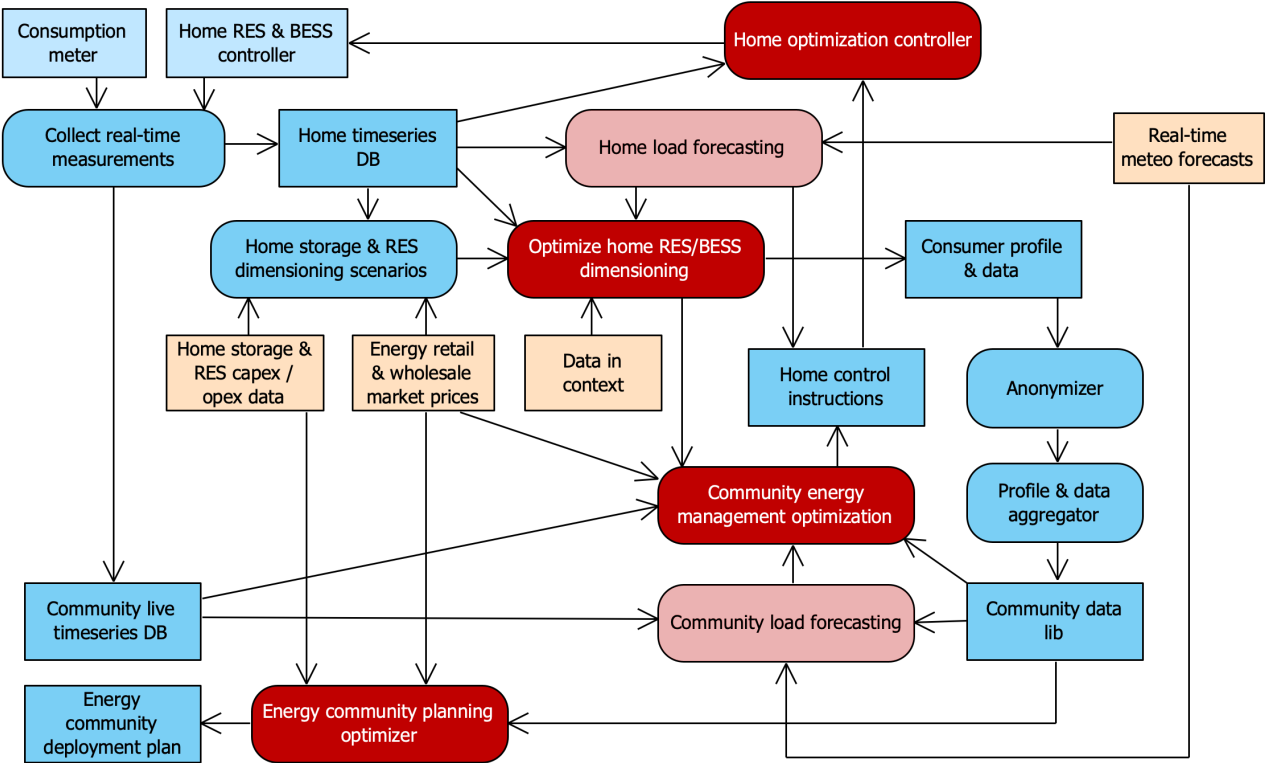 Consumption
meter
Home RES & BESS
controller
Home optimization controller
Collect real-time
measurements
Home timeseries
DB
Home load forecasting
Real-time
meteo forecasts
Home storage & RES
dimensioning scenarios
Optimize home RES/BESS
dimensioning
Consumer profile
& data
Home storage &
RES capex /
opex data
Energy retail
& wholesale
market prices
Data in
context
Home control
instructions
Anonymizer
Community energy
management optimization
Profile & data
aggregator
Community live
timeseries DB
Community load forecasting
Community data
lib
Energy
community
deployment plan
Energy community planning
optimizer